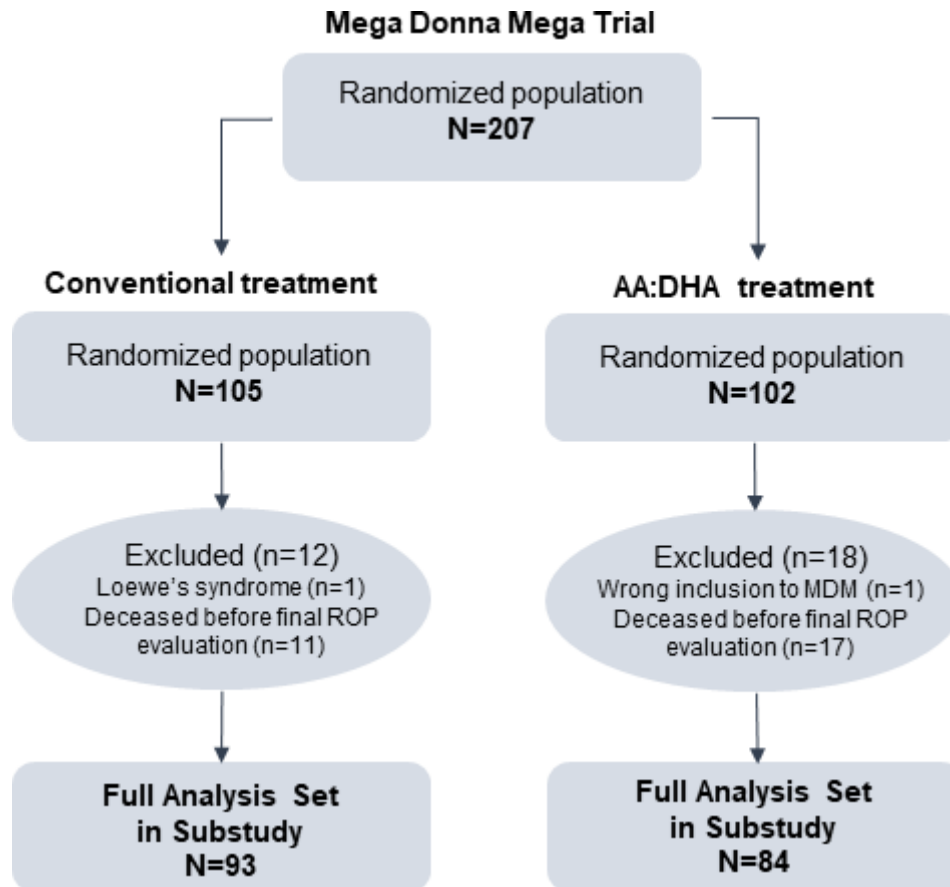 Mega Donna Mega Trial
Randomized population
N=207
Conventional treatment
Randomized population
N=105
Excluded (n=12)
Loewe's syndrome (n=1)
Deceased before final ROP
evaluation (n=11)
Full Analysis Set
in Substudy
N=93
AA:DHA treatment
Randomized population
N=102
Excluded (n=18)
Wrong inclusion to MDM (n=1)
Deceased before final ROP
evaluation (n=17)
Full Analysis Set
in Substudy
N=84